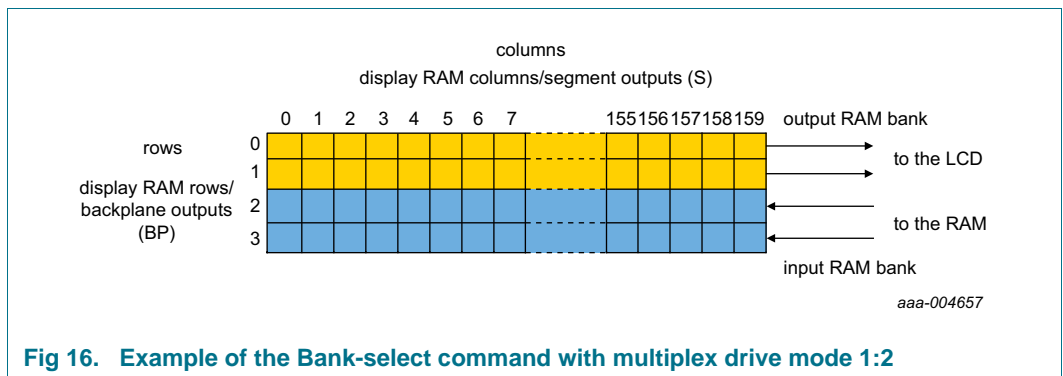 columns
display RAM columns/segment outputs (S)
0 1 2 3 4 5 6 7 155 156 157 158 159 output RAM bank
rows 0
to the LCD
1
display RAM rows/
backplane outputs 2
(BP) to the RAM
3
input RAM bank
aaa-004657
Fig 16. Example of the Bank-select command with multiplex drive mode 1:2